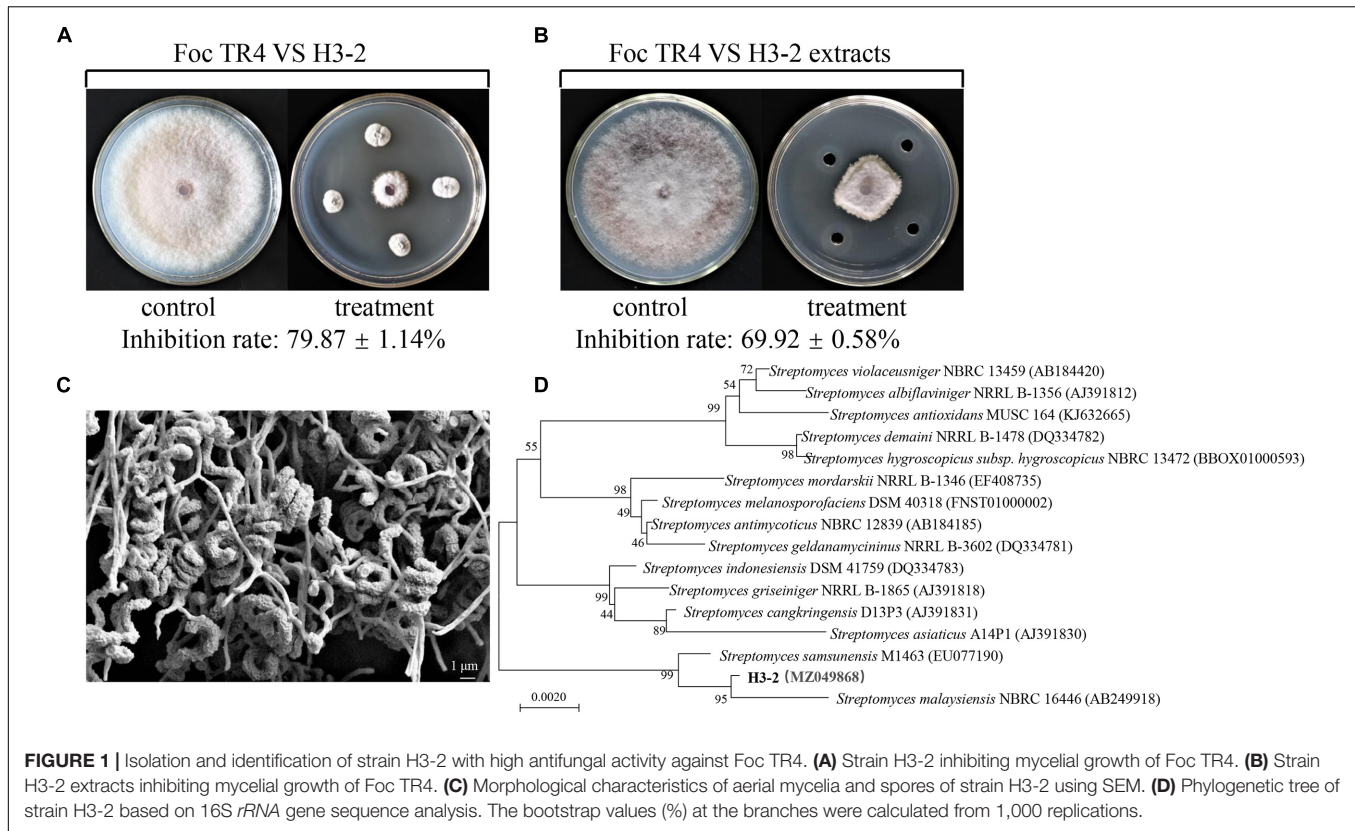 A
Foc TR4 VS H3-2
control
treatment
Inhibition rate: 79.87 ± 1.14%
B
Foc TR4 VS H3-2 extracts
control
treatment
Inhibition rate: 69.92 ± 0.58%
C
1 μm
D
72
Streptomyces violaceusniger NBRC 13459 (AB184420)
54
Streptomyces albiflaviniger NRRL B-1356 (AJ391812)
99
Streptomyces antioxidans MUSC 164 (KJ632665)
Streptomyces demaini NRRL B-1478 (DQ334782)
98
Streptomyces hygroscopicus subsp. hygroscopicus NBRC 13472 (BBOX01000593)
55
Streptomyces mordarskii NRRL B-1346 (EF408735)
98
Streptomyces melanosporofaciens DSM 40318 (FNST01000002)
49
Streptomyces antimycoticus NBRC 12839 (AB184185)
46
Streptomyces geldanamycininus NRRL B-3602 (DQ334781)
Streptomyces indonesiensis DSM 41759 (DQ334783)
99
Streptomyces griseiniger NRRL B-1865 (AJ391818)
44
Streptomyces cangkringensis D13P3 (AJ391831)
89
Streptomyces asiaticus A14P1 (AJ391830)
Streptomyces samsunensis M1463 (EU077190)
99
H3-2 (MZ049868)
95
Streptomyces malaysiensis NBRC 16446 (AB249918)
0.0020
FIGURE 1 | Isolation and identification of strain H3-2 with high antifungal activity against Foc TR4. (A) Strain H3-2 inhibiting mycelial growth of Foc TR4. (B) Strain
H3-2 extracts inhibiting mycelial growth of Foc TR4. (C) Morphological characteristics of aerial mycelia and spores of strain H3-2 using SEM. (D) Phylogenetic tree of
strain H3-2 based on 16S rRNA gene sequence analysis. The bootstrap values (%) at the branches were calculated from 1,000 replications.